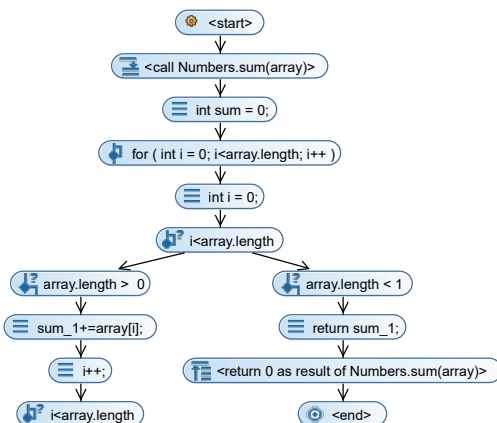 <start>
<call Numbers.sum(array)>
int sum = 0;
for ( int i = 0; i<array.length; i++ )
int i = 0;
i<array.length
array.length > 0
array.length < 1
sum_1+=array[i];
return sum_1;
i++;
<return 0 as result of Numbers.sum(array)>
i<array.length
<end>